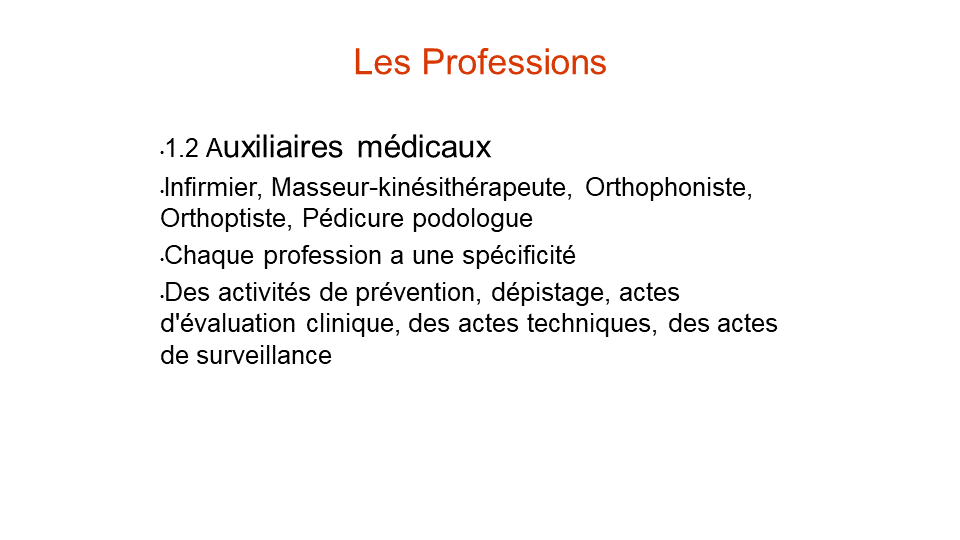 Les Professions
•1.2 Auxiliaires médicaux
•Infirmier, Masseur-kinésithérapeute, Orthophoniste,
Orthoptiste, Pédicure podologue
•Chaque profession a une spécificité
•Des activités de prévention, dépistage, actes
d'évaluation clinique, des actes techniques, des actes
de surveillance